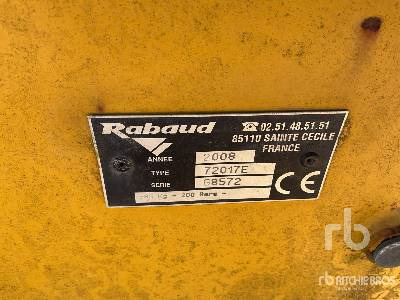 Rabaud
☎ 02.51.48.51.51
85110 SAINTE CECILE
FRANCE
ANNEE 2008
TYPE 72017E
SERIE G8572
CE
rb
RITCHIE BROS